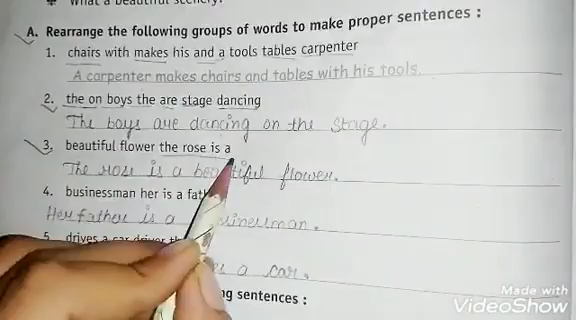 What a beautiful scenery!
A. Rearrange the following groups of words to make proper sentences :
1. chairs with makes his and a tools tables carpenter
A carpenter makes chairs and tables with his tools.
2. the on boys the are stage dancing
The boys are dancing on the stage.
3. beautiful flower the rose is a
The rose is a beautiful flower.
4. businessman her is a fat
Her father is a sinessman.
5. drives a car driver th
a car.
ng sentences :
Made with
VideoShow